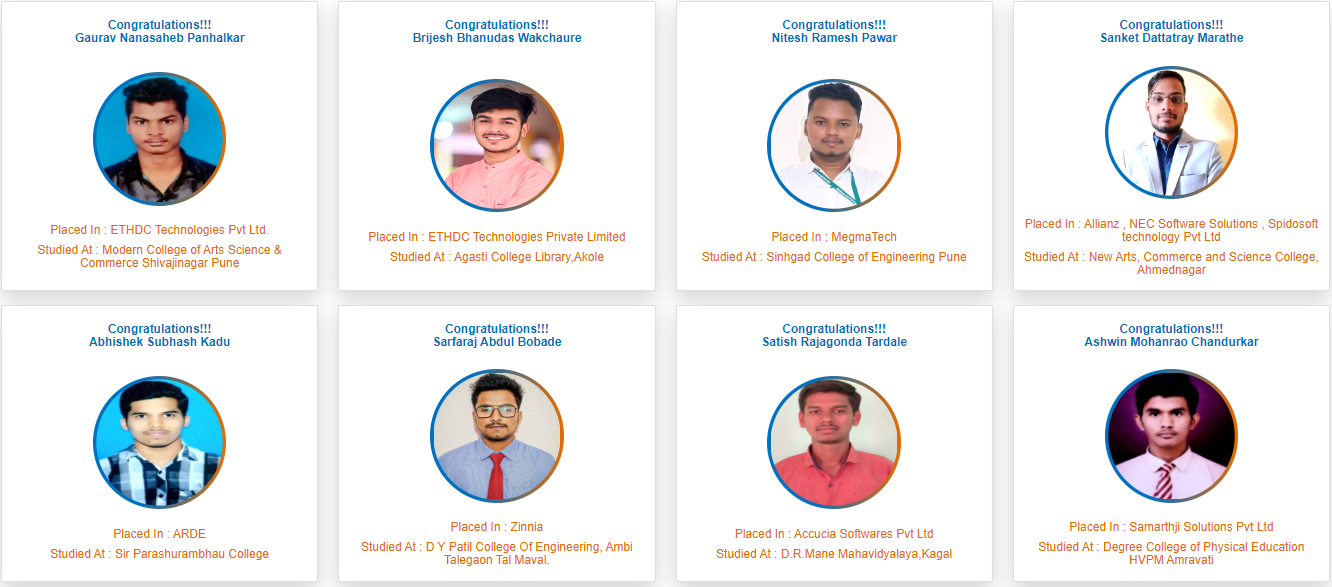 Congratulations!!!
Gaurav Nanasaheb Panhalkar
Placed In : ETHDC Technologies Pvt Ltd.
Studied At : Modern College of Arts Science &
Commerce Shivajinagar Pune
Congratulations!!!
Brijesh Bhanudas Wakchaure
Placed In : ETHDC Technologies Private Limited
Studied At : Agasti College Library,Akole
Congratulations!!!
Nitesh Ramesh Pawar
Placed In : MegmaTech
Studied At : Sinhgad College of Engineering Pune
Congratulations!!!
Sanket Dattatray Marathe
Placed In : Allianz , NEC Software Solutions , Spidosoft
technology Pvt Ltd
Studied At : New Arts, Commerce and Science College,
Ahmednagar
Congratulations!!!
Abhishek Subhash Kadu
Placed In : ARDE
Studied At : Sir Parashurambhau College
Congratulations!!!
Sarfaraj Abdul Bobade
Placed In : Zinnia
Studied At : D Y Patil College Of Engineering, Ambi
Talegaon Tal Maval.
Congratulations!!!
Satish Rajagonda Tardale
Placed In : Accucia Softwares Pvt Ltd
Studied At : D.R.Mane Mahavidyalaya,Kagal
Congratulations!!!
Ashwin Mohanrao Chandurkar
Placed In : Samarthji Solutions Pvt Ltd
Studied At : Degree College of Physical Education
HVPM Amravati